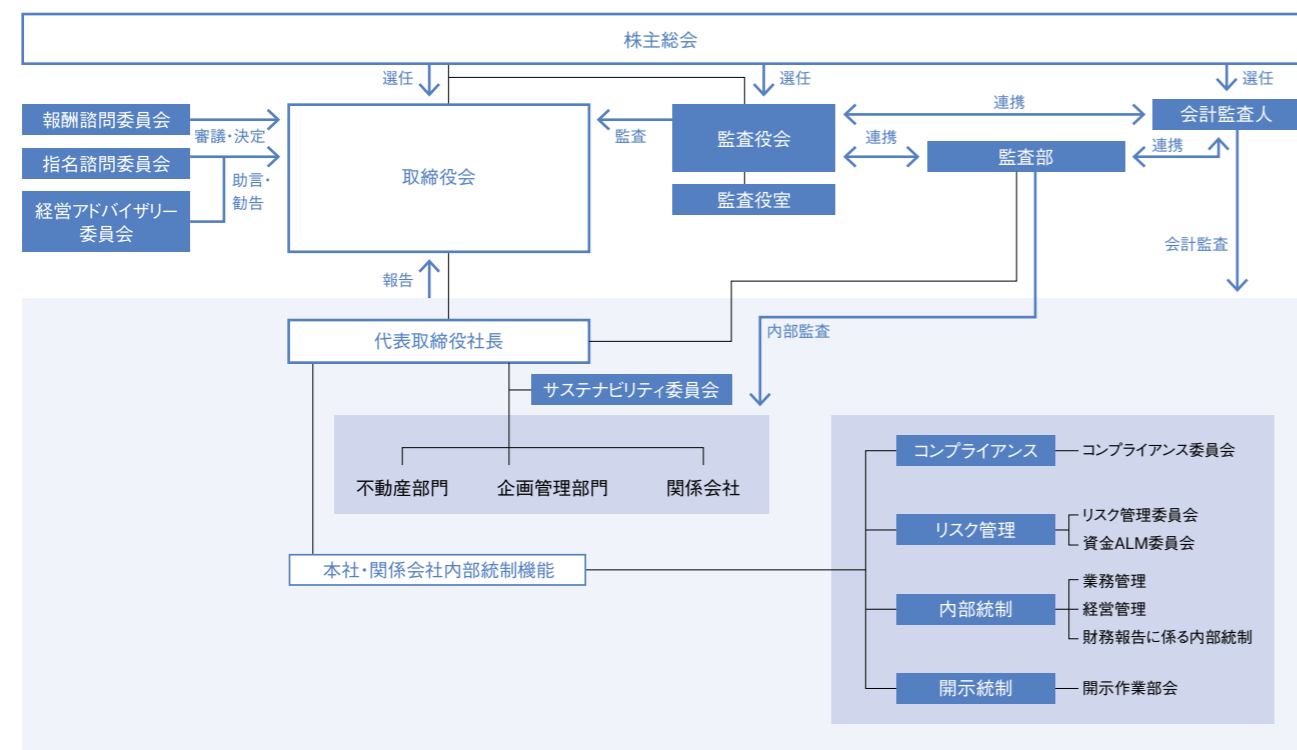 株主総会
選任
選任
選任
報酬諮問委員会
審議・決定
指名諮問委員会
助言・
勧告
経営アドバイザリー
委員会
取締役会
監査
監査役会
監査役室
連携
連携
監査部
連携
会計監査人
会計監査
報告
代表取締役社長
内部監査
サステナビリティ委員会
不動産部門
企画管理部門
関係会社
本社・関係会社内部統制機能
コンプライアンス
コンプライアンス委員会
リスク管理
リスク管理委員会
資金ALM委員会
内部統制
業務管理
経営管理
財務報告に係る内部統制
開示統制
開示作業部会